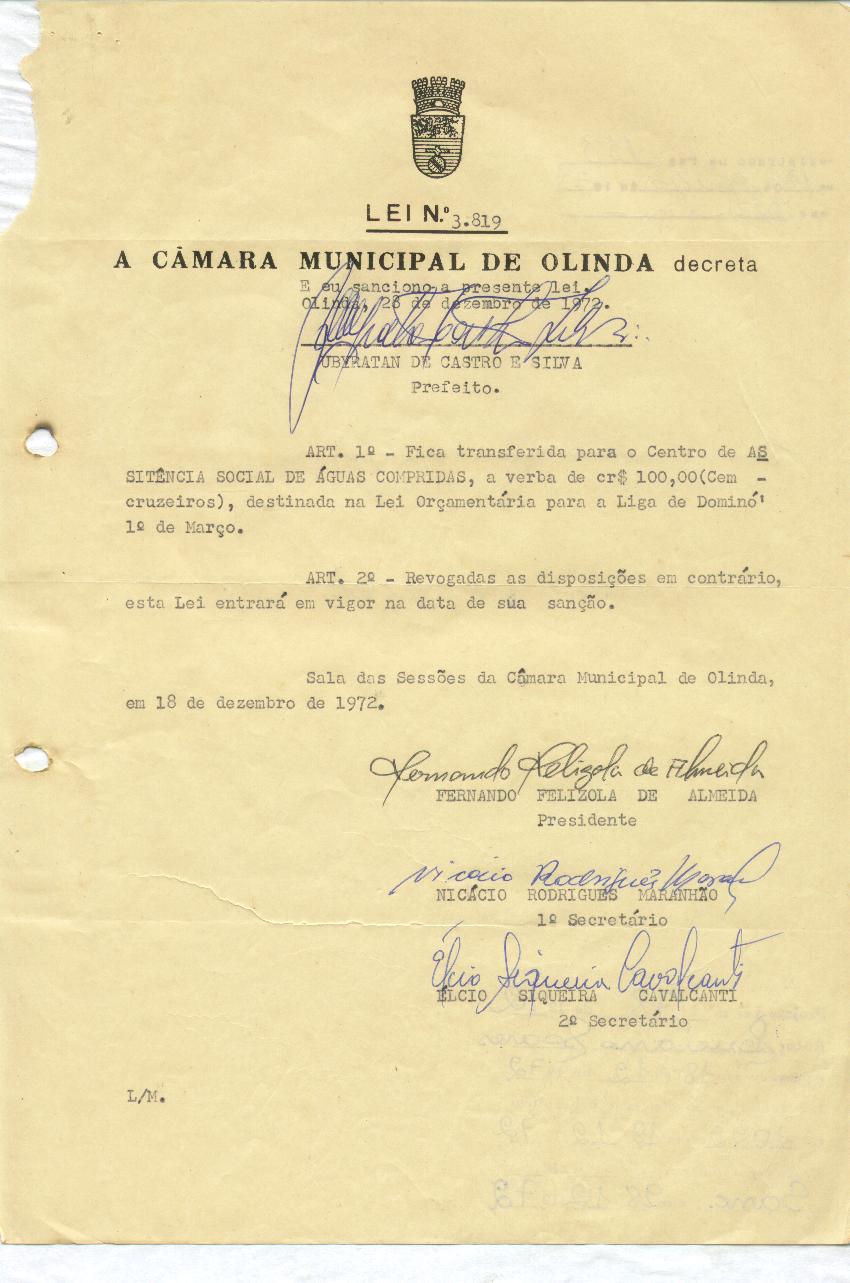 LEI N.º 3.819
A CÂMARA MUNICIPAL DE OLINDA decreta
E eu sanciono a presente lei.
Olinda, 28 de dezembro de 1972.
UBYRATAN DE CASTRO E SILVA
Prefeito.
ART. 1º - Fica transferida para o Centro de AS
SITÊNCIA SOCIAL DE ÁGUAS COMPRIDAS, a verba de cr$ 100,00(Cem -
cruzeiros), destinada na Lei Orçamentária para a Liga de Dominó'
1º de Março.
ART. 2º - Revogadas as disposições em contrário,
esta Lei entrará em vigor na data de sua sanção.
Sala das Sessões da Câmara Municipal de Olinda,
em 18 de dezembro de 1972.
Fernando Felizola de Almeida
FERNANDO FELIZOLA DE ALMEIDA
Presidente
Nicácio Rodrigues
NICÁCIO RODRIGUES MARANHÃO
1º Secretário
Élcio Siqueira Cavalcanti
ÉLCIO SIQUEIRA CAVALCANTI
2º Secretário
L/M.